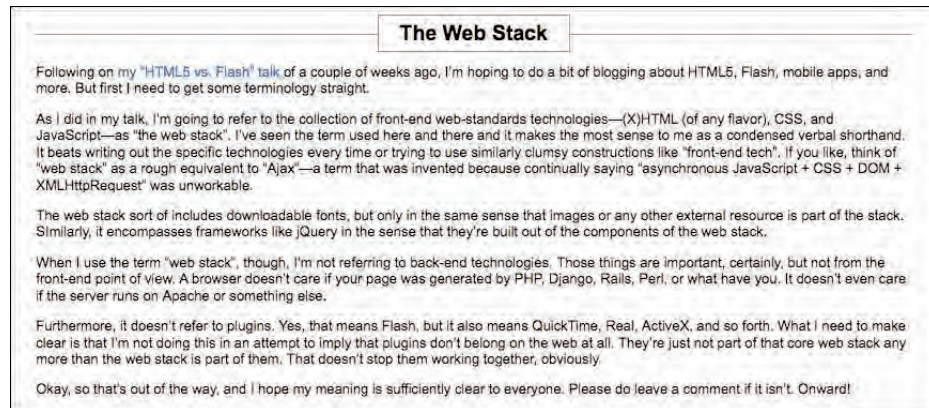 The Web Stack
Following on my "HTML5 vs. Flash" talk of a couple of weeks ago, I'm hoping to do a bit of blogging about HTML5, Flash, mobile apps, and
more. But first I need to get some terminology straight.
As I did in my talk, I'm going to refer to the collection of front-end web-standards technologies—(X)HTML (of any flavor), CSS, and
JavaScript—as "the web stack". I've seen the term used here and there and it makes the most sense to me as a condensed verbal shorthand.
It beats writing out the specific technologies every time or trying to use similarly clumsy constructions like "front-end tech". If you like, think of
"web stack" as a rough equivalent to "Ajax"—a term that was invented because continually saying "asynchronous JavaScript + CSS + DOM +
XMLHttpRequest" was unworkable.
The web stack sort of includes downloadable fonts, but only in the same sense that images or any other external resource is part of the stack.
SImilarly, it encompasses frameworks like jQuery in the sense that they're built out of the components of the web stack.
When I use the term "web stack", though, I'm not referring to back-end technologies. Those things are important, certainly, but not from the
front-end point of view. A browser doesn't care if your page was generated by PHP, Django, Rails, Perl, or what have you. It doesn't even care
if the server runs on Apache or something else.
Furthermore, it doesn't refer to plugins. Yes, that means Flash, but it also means QuickTime, Real, ActiveX, and so forth. What I need to make
clear is that I'm not doing this in an attempt to imply that plugins don't belong on the web at all. They're just not part of that core web stack any
more than the web stack is part of them. That doesn't stop them working together, obviously.
Okay, so that's out of the way, and I hope my meaning is sufficiently clear to everyone. Please do leave a comment if it isn't. Onward!